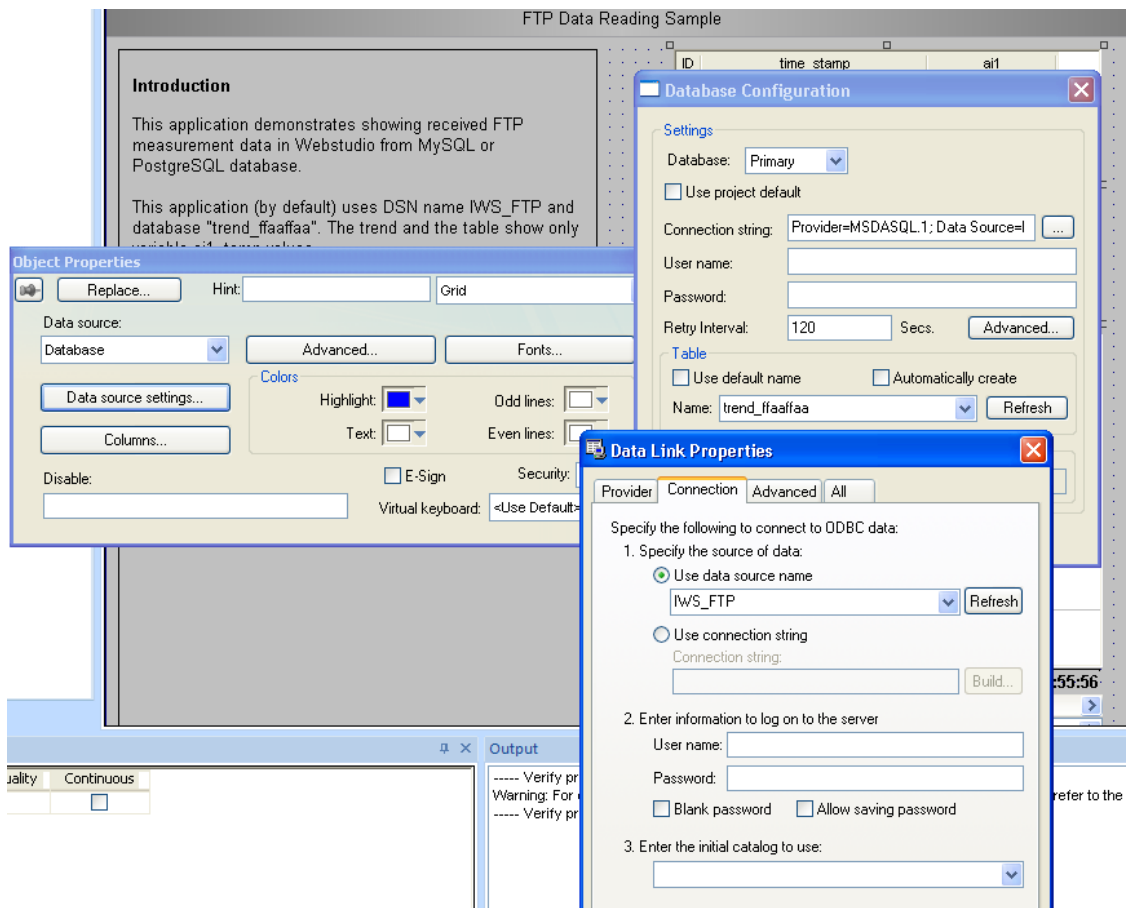 FTP Data Reading Sample
ID time_stamp ai1
Introduction
This application demonstrates showing received FTP
measurement data in Webstudio from MySQL or
PostgreSQL database.
This application (by default) uses DSN name IWS_FTP and
database "trend_ffaaffaa". The trend and the table show only
Database Configuration
Settings
Database: Primary
Use project default
Connection string: Provider=MSDASQL.1; Data Source=I ...
User name:
Password:
Retry Interval: 120 Secs. Advanced...
Table
Use default name Automatically create
Name: trend_ffaaffaa Refresh
Object Properties
Replace... Hint: Grid
Data source:
Database Advanced... Fonts...
Data source settings... Colors
Highlight: Odd lines:
Columns... Text: Even lines:
Disable: E-Sign Security:
Virtual keyboard: <Use Default>
Data Link Properties
Provider Connection Advanced All
Specify the following to connect to ODBC data:
1. Specify the source of data:
Use data source name
IWS_FTP Refresh
Use connection string
Connection string:
Build...
2. Enter information to log on to the server
User name:
Password:
Blank password Allow saving password
3. Enter the initial catalog to use:
:55:56
uality Continuous
Output
----- Verify pr
Warning: For refer to the
----- Verify pr